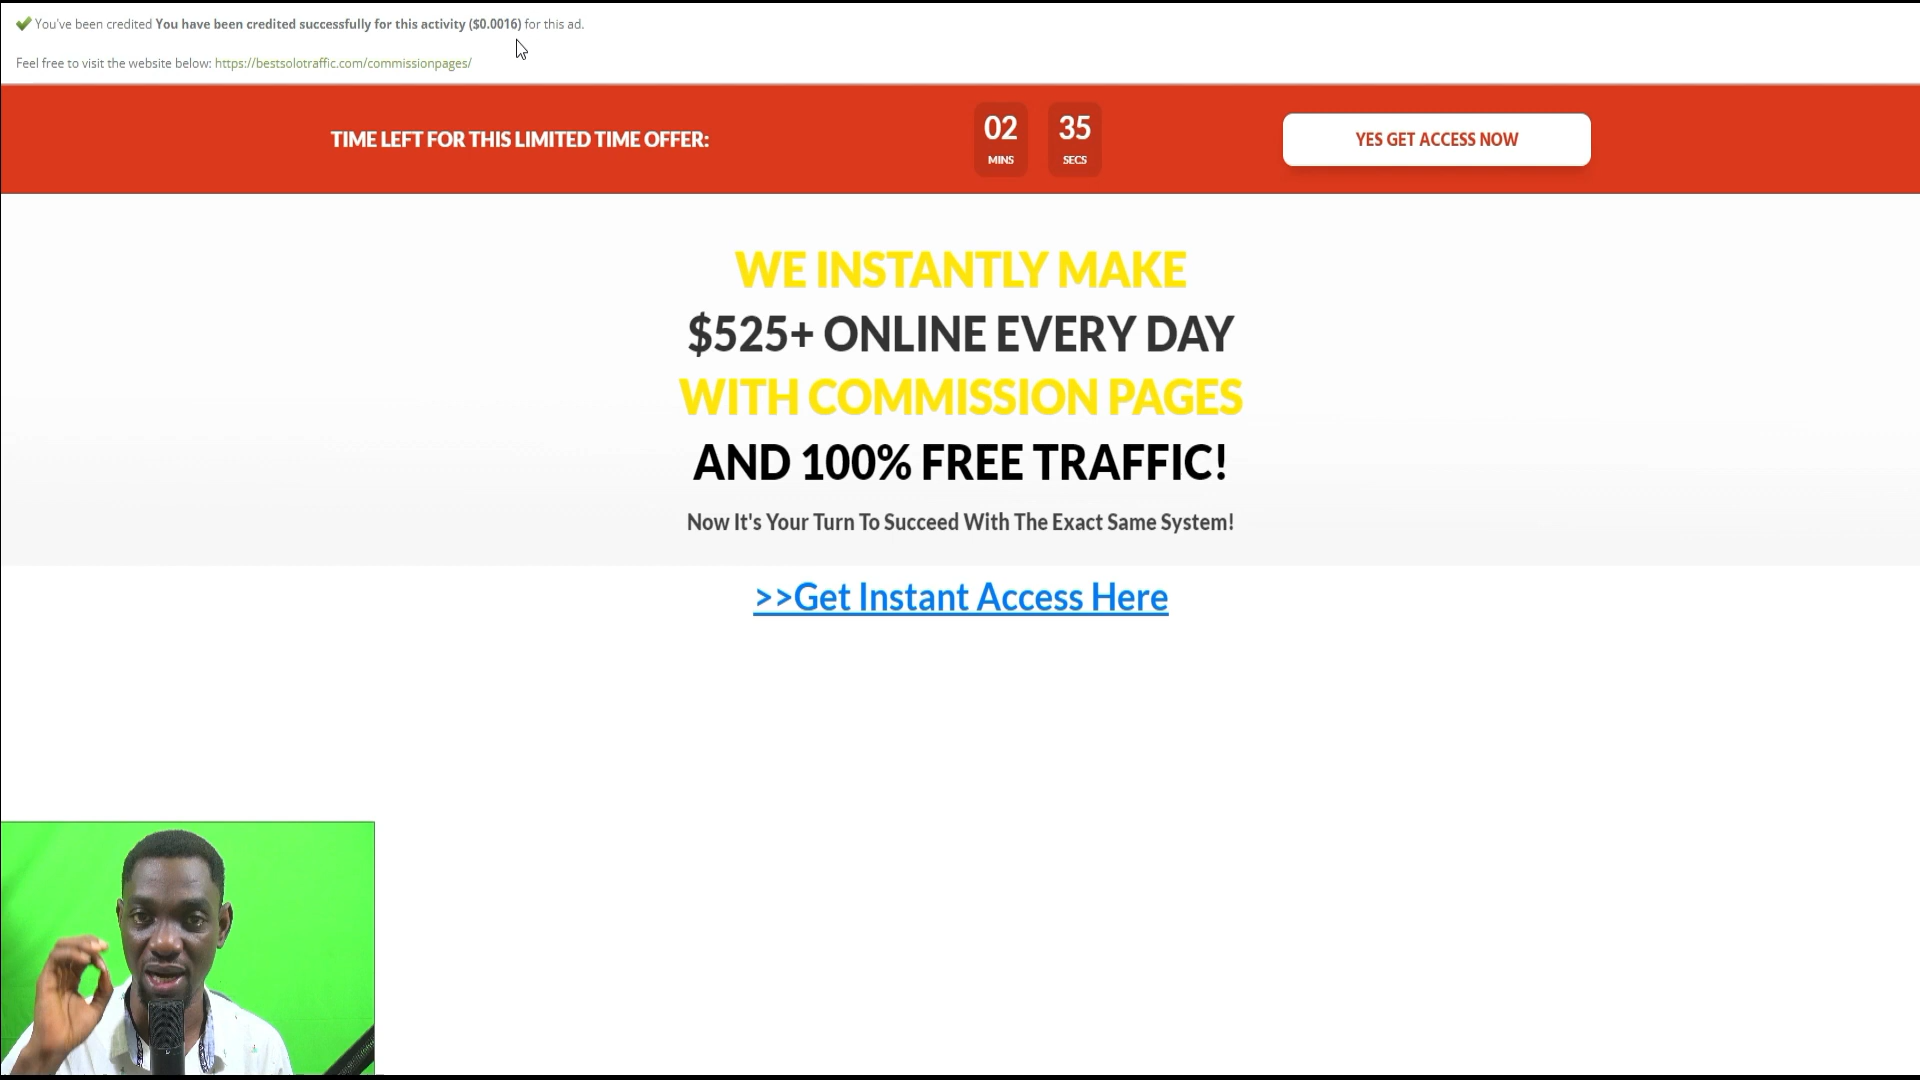 You've been credited You have been credited successfully for this activity ($0.0016) for this ad.
Feel free to visit the website below: https://bestsolotraffic.com/commissionpages/
TIME LEFT FOR THIS LIMITED TIME OFFER:
02
MINS
35
SECS
YES GET ACCESS NOW
WE INSTANTLY MAKE
$525+ ONLINE EVERY DAY
WITH COMMISSION PAGES
AND 100% FREE TRAFFIC!
Now It's Your Turn To Succeed With The Exact Same System!
>>Get Instant Access Here